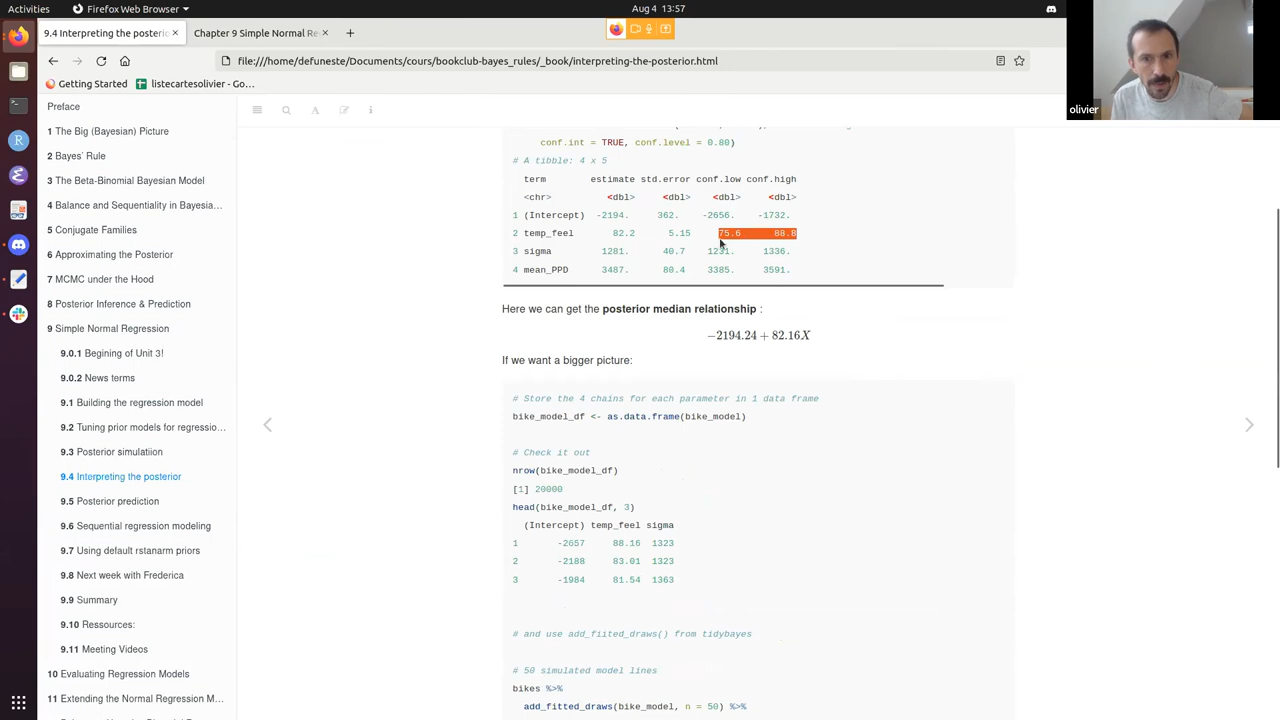 Activities
Firefox Web Browser
Aug 4 13:57
9.4 Interpreting the posterio
Chapter 9 Simple Normal Re
file:///home/defuneste/Documents/cours/bookclub-bayes_rules/_book/interpreting-the-posterior.html
Getting Started
listecartesolivier - Go…
olivier
Preface
1 The Big (Bayesian) Picture
2 Bayes' Rule
3 The Beta-Binomial Bayesian Model
4 Balance and Sequentiality in Bayesia…
5 Conjugate Families
6 Approximating the Posterior
7 MCMC under the Hood
8 Posterior Inference & Prediction
9 Simple Normal Regression
9.0.1 Begining of Unit 3!
9.0.2 News terms
9.1 Building the regression model
9.2 Tuning prior models for regressio…
9.3 Posterior simulatiion
9.4 Interpreting the posterior
9.5 Posterior prediction
9.6 Sequential regression modeling
9.7 Using default rstanarm priors
9.8 Next week with Frederica
9.9 Summary
9.10 Ressources:
9.11 Meeting Videos
10 Evaluating Regression Models
11 Extending the Normal Regression M…
conf.int = TRUE, conf.level = 0.80)
# A tibble: 4 x 5
term estimate std.error conf.low conf.high
<chr> <dbl> <dbl> <dbl> <dbl>
1 (Intercept) -2194. 362. -2656. -1732.
2 temp_feel 82.2 5.15 75.6 88.8
3 sigma 1281. 40.7 1231. 1336.
4 mean_PPD 3487. 80.4 3385. 3591.
Here we can get the posterior median relationship :
−2194.24 + 82.16X
If we want a bigger picture:
# Store the 4 chains for each parameter in 1 data frame
bike_model_df <- as.data.frame(bike_model)
# Check it out
nrow(bike_model_df)
[1] 20000
head(bike_model_df, 3)
(Intercept) temp_feel sigma
1 -2657 88.16 1323
2 -2188 83.01 1323
3 -1984 81.54 1363
# and use add_fiited_draws() from tidybayes
# 50 simulated model lines
bikes %>%
add_fitted_draws(bike_model, n = 50) %>%